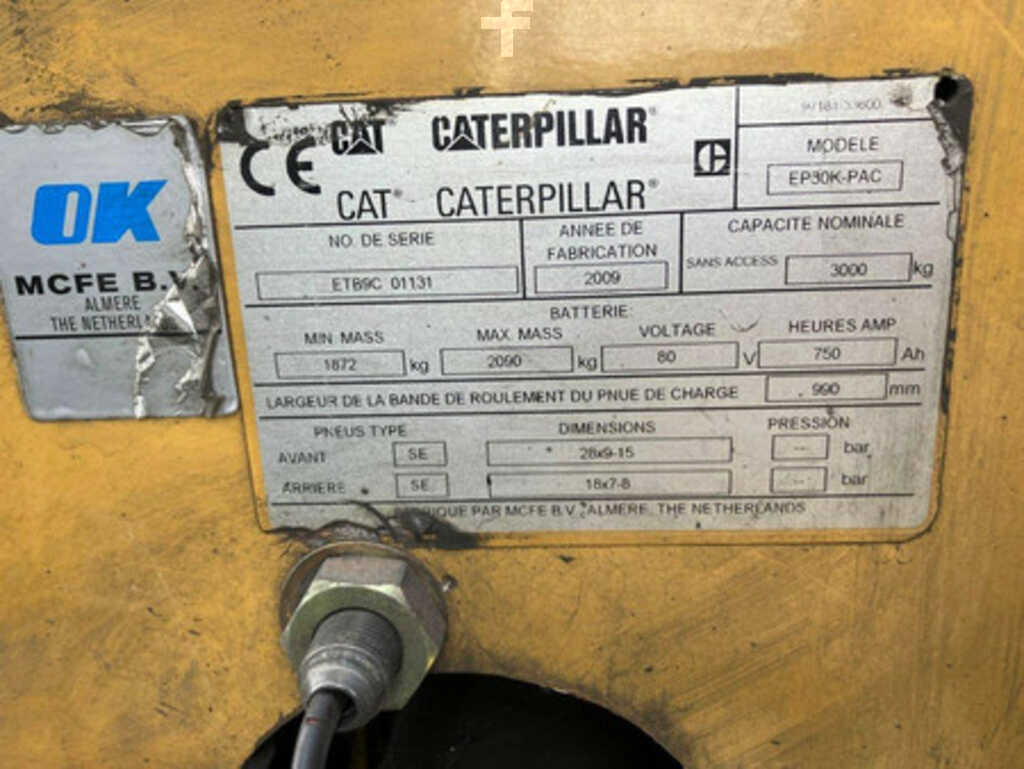 OK
MCFE B.V.
ALMERE
THE NETHERLANDS
CE CAT CATERPILLAR®
CAT® CATERPILLAR®
MODELE
EP30K-PAC
NO. DE SERIE
ETB9C 01131
ANNEE DE
FABRICATION
2009
CAPACITE NOMINALE
SANS ACCESS 3000 kg
BATTERIE
MIN. MASS MAX. MASS VOLTAGE HEURES AMP
1872 kg 2090 kg 80 V 750 Ah
LARGEUR DE LA BANDE DE ROULEMENT DU PNUE DE CHARGE 990 mm
PNEUS TYPE DIMENSIONS PRESSION
AVANT SE 28x9-15 -- bar
ARRIERE SE 18x7-8 -- bar
PAR MCFE B.V. ALMERE, THE NETHERLANDS